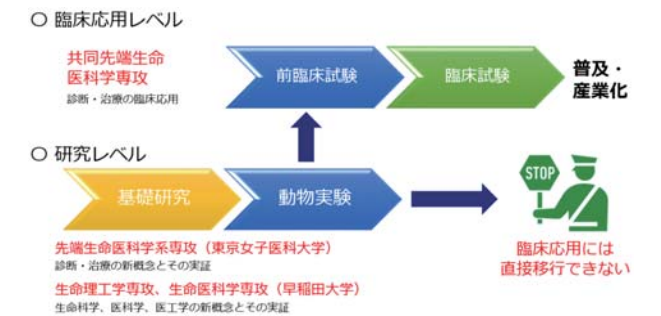 ○ 臨床応用レベル
共同先端生命
医科学専攻
診断・治療の臨床応用
前臨床試験
臨床試験
普及・
産業化
○ 研究レベル
基礎研究
動物実験
STOP
臨床応用には
直接移行できない
先端生命医科学系専攻（東京女子医科大学）
診断・治療の新概念とその実証
生命理工学専攻、生命医科学専攻（早稲田大学）
生命科学、医科学、医工学の新概念とその実証